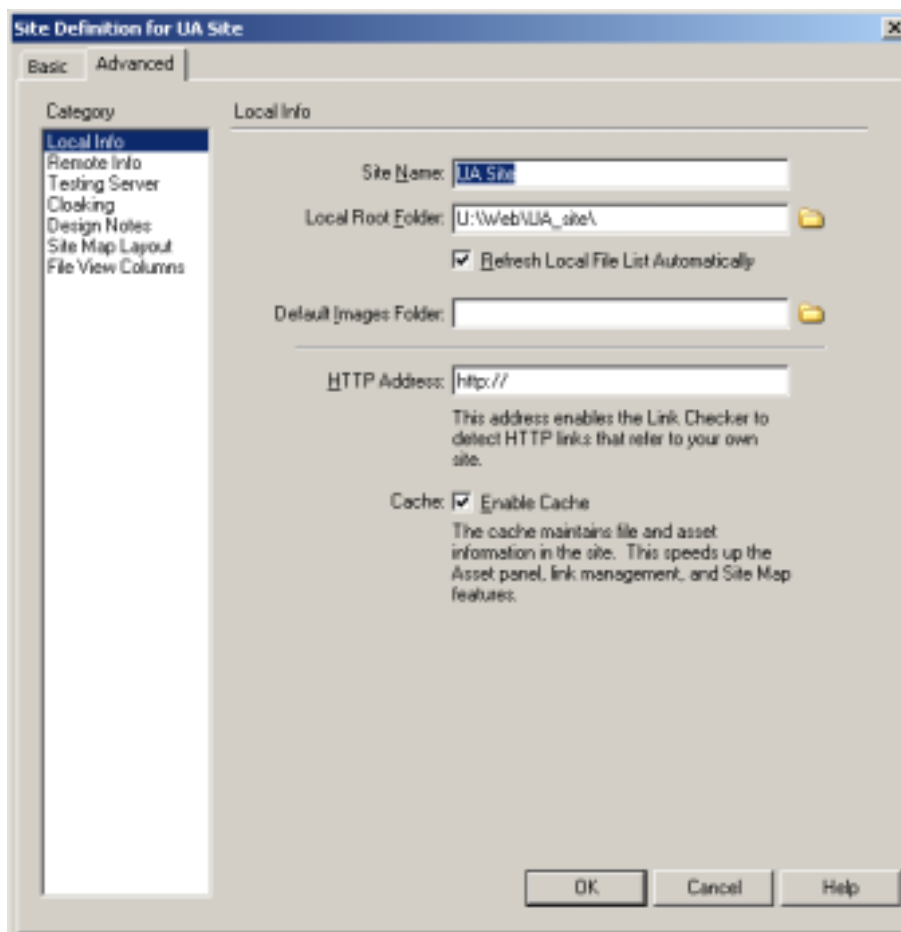 Site Definition for UA Site
Basic
Advanced
Category
Local Info
Remote Info
Testing Server
Cloaking
Design Notes
Site Map Layout
File View Columns
Local Info
Site Name: UA Site
Local Root Folder: U:\Web\UA_site\
Refresh Local File List Automatically
Default Images Folder:
HTTP Address: http://
This address enables the Link Checker to
detect HTTP links that refer to your own
site.
Cache: Enable Cache
The cache maintains file and asset
information in the site. This speeds up the
Asset panel, link management, and Site Map
features.
OK
Cancel
Help